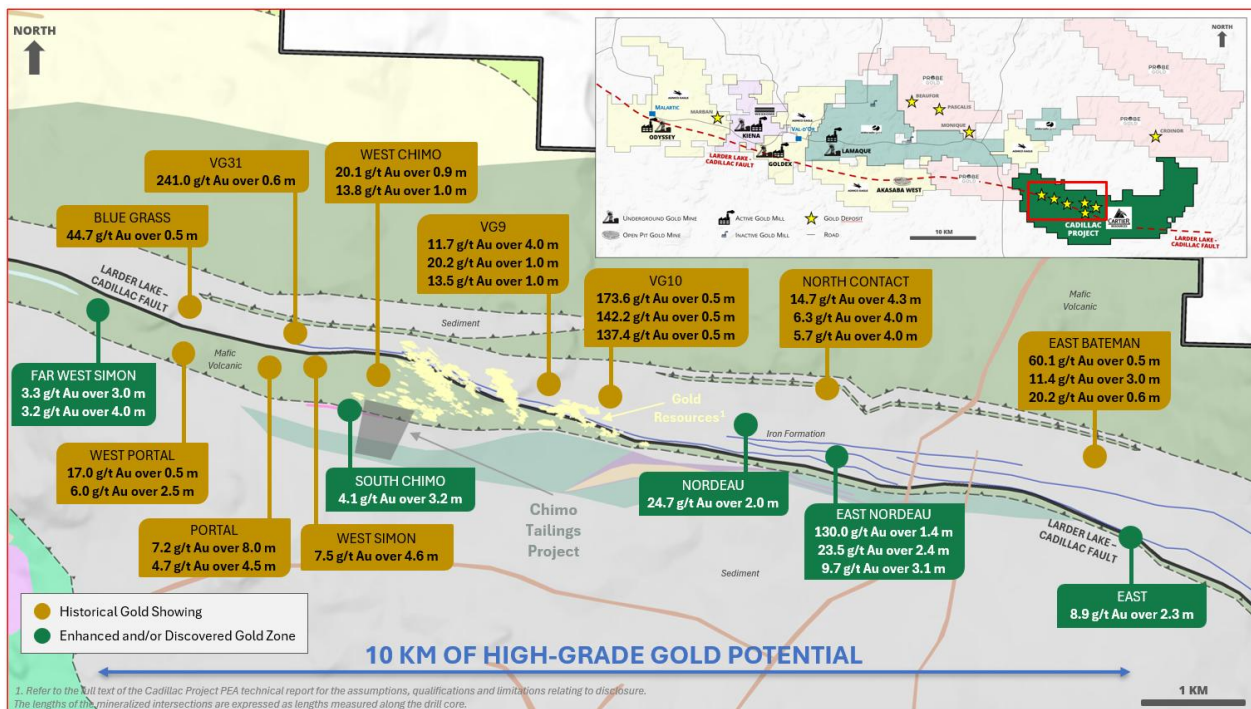 NORTH
VG31
241.0 g/t Au over 0.6 m
WEST CHIMO
20.1 g/t Au over 0.9 m
13.8 g/t Au over 1.0 m
BLUE GRASS
44.7 g/t Au over 0.5 m
VG9
11.7 g/t Au over 4.0 m
20.2 g/t Au over 1.0 m
13.5 g/t Au over 1.0 m
VG10
173.6 g/t Au over 0.5 m
142.2 g/t Au over 0.5 m
137.4 g/t Au over 0.5 m
NORTH CONTACT
14.7 g/t Au over 4.3 m
6.3 g/t Au over 4.0 m
5.7 g/t Au over 4.0 m
EAST BATEMAN
60.1 g/t Au over 0.5 m
11.4 g/t Au over 3.0 m
20.2 g/t Au over 0.6 m
NORTH
PROBE
GOLD
PROBE
GOLD
PROBE
GOLD
PROBE
GOLD
BEAUFOR
PASCALIS
MONIQUE
CROINOR
MALARTIC
MARBAN
ODYSSEY
KIENA
VAL-D'OR
GOLDEX
LAMAQUE
AKASABA WEST
LARDER LAKE -
CADILLAC FAULT
CADILLAC
PROJECT
CARTIER
RESOURCES
LARDER LAKE -
CADILLAC FAULT
UNDERGROUND GOLD MINE
ACTIVE GOLD MILL
GOLD DEPOSIT
OPEN PIT GOLD MINE
INACTIVE GOLD MILL
ROAD
10 KM
LARDER LAKE –
CADILLAC FAULT
Sediment
Mafic
Volcanic
Mafic
Volcanic
Gold
Resources1
Iron Formation
FAR WEST SIMON
3.3 g/t Au over 3.0 m
3.2 g/t Au over 4.0 m
WEST PORTAL
17.0 g/t Au over 0.5 m
6.0 g/t Au over 2.5 m
SOUTH CHIMO
4.1 g/t Au over 3.2 m
NORDEAU
24.7 g/t Au over 2.0 m
EAST NORDEAU
130.0 g/t Au over 1.4 m
23.5 g/t Au over 2.4 m
9.7 g/t Au over 3.1 m
PORTAL
7.2 g/t Au over 8.0 m
4.7 g/t Au over 4.5 m
WEST SIMON
7.5 g/t Au over 4.6 m
Chimo
Tailings
Project
Sediment
LARDER LAKE –
CADILLAC FAULT
EAST
8.9 g/t Au over 2.3 m
Historical Gold Showing
Enhanced and/or Discovered Gold Zone
10 KM OF HIGH-GRADE GOLD POTENTIAL
1. Refer to the full text of the Cadillac Project PEA technical report for the assumptions, qualifications and limitations relating to disclosure.
The lengths of the mineralized intersections are expressed as lengths measured along the drill core.
1 KM